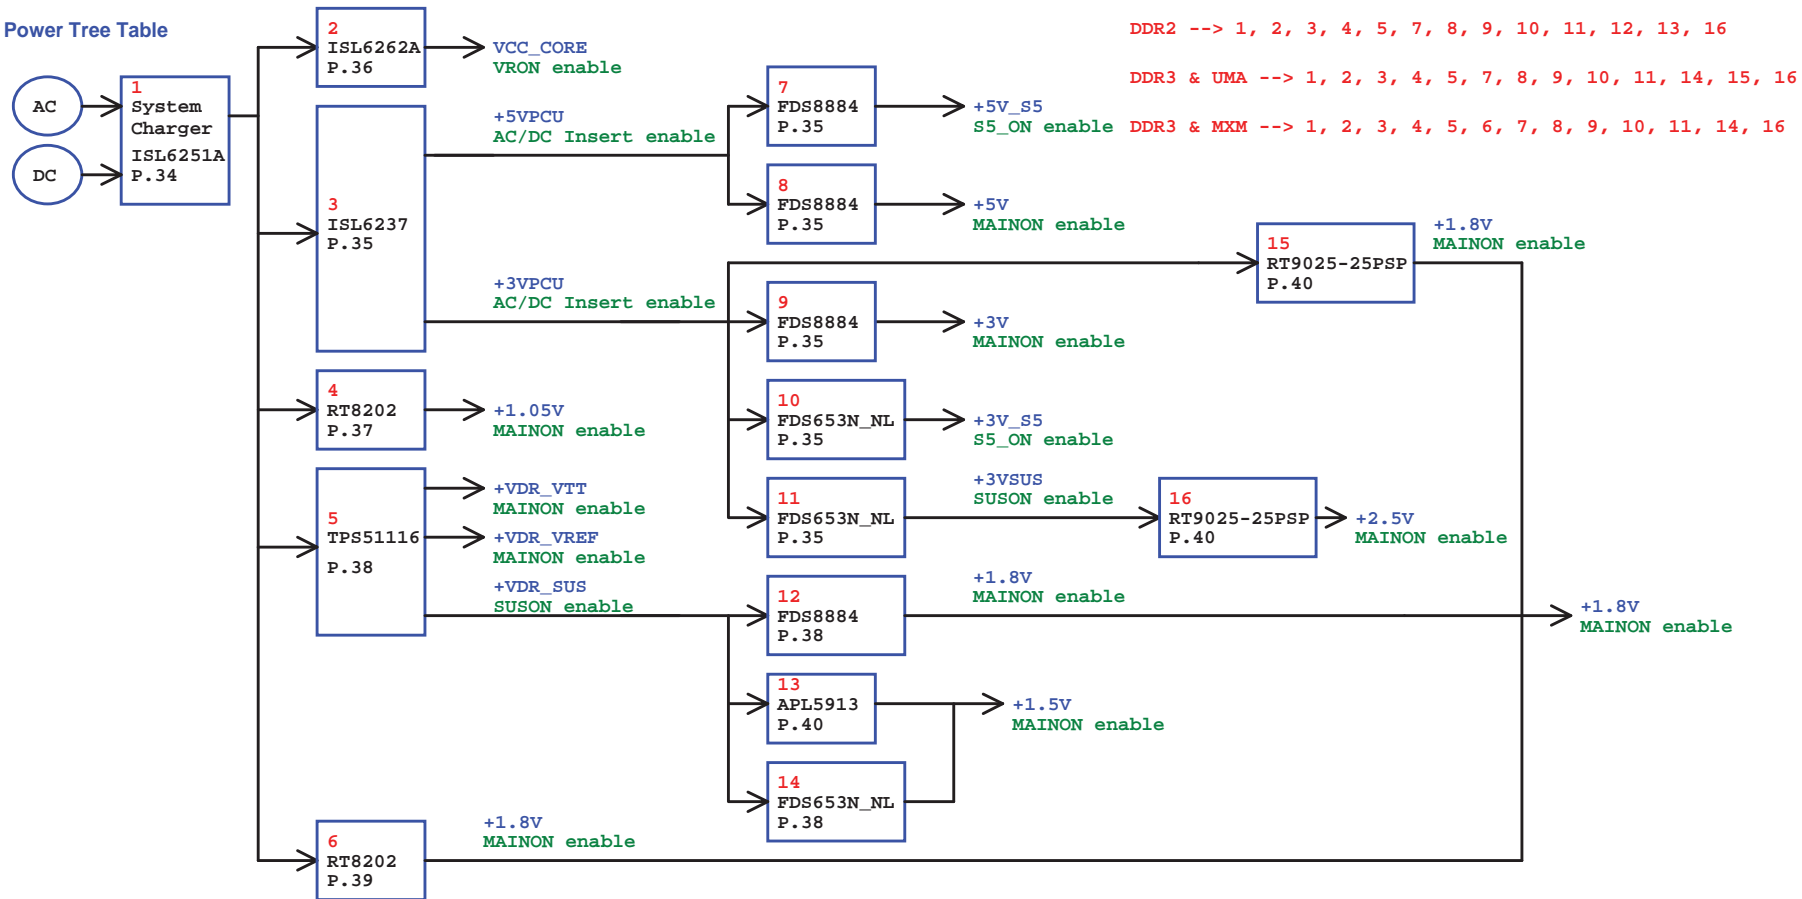 Power Tree Table
AC
DC
1
System
Charger
ISL6251A
P.34
2
ISL6262A
P.36
VCC_CORE
VRON enable
3
ISL6237
P.35
+5VPCU
AC/DC Insert enable
+3VPCU
AC/DC Insert enable
4
RT8202
P.37
+1.05V
MAINON enable
5
TPS51116
P.38
+VDR_VTT
MAINON enable
+VDR_VREF
MAINON enable
+VDR_SUS
SUSON enable
6
RT8202
P.39
+1.8V
MAINON enable
7
FDS8884
P.35
+5V_S5
S5_ON enable
8
FDS8884
P.35
+5V
MAINON enable
9
FDS8884
P.35
+3V
MAINON enable
10
FDS653N_NL
P.35
+3V_S5
S5_ON enable
11
FDS653N_NL
P.35
+3VSUS
SUSON enable
12
FDS8884
P.38
+1.8V
MAINON enable
13
APL5913
P.40
+1.5V
MAINON enable
14
FDS653N_NL
P.38
15
RT9025-25PSP
P.40
+1.8V
MAINON enable
16
RT9025-25PSP
P.40
+2.5V
MAINON enable
+1.8V
MAINON enable
DDR2 --> 1, 2, 3, 4, 5, 7, 8, 9, 10, 11, 12, 13, 16
DDR3 & UMA --> 1, 2, 3, 4, 5, 7, 8, 9, 10, 11, 14, 15, 16
DDR3 & MXM --> 1, 2, 3, 4, 5, 6, 7, 8, 9, 10, 11, 14, 16